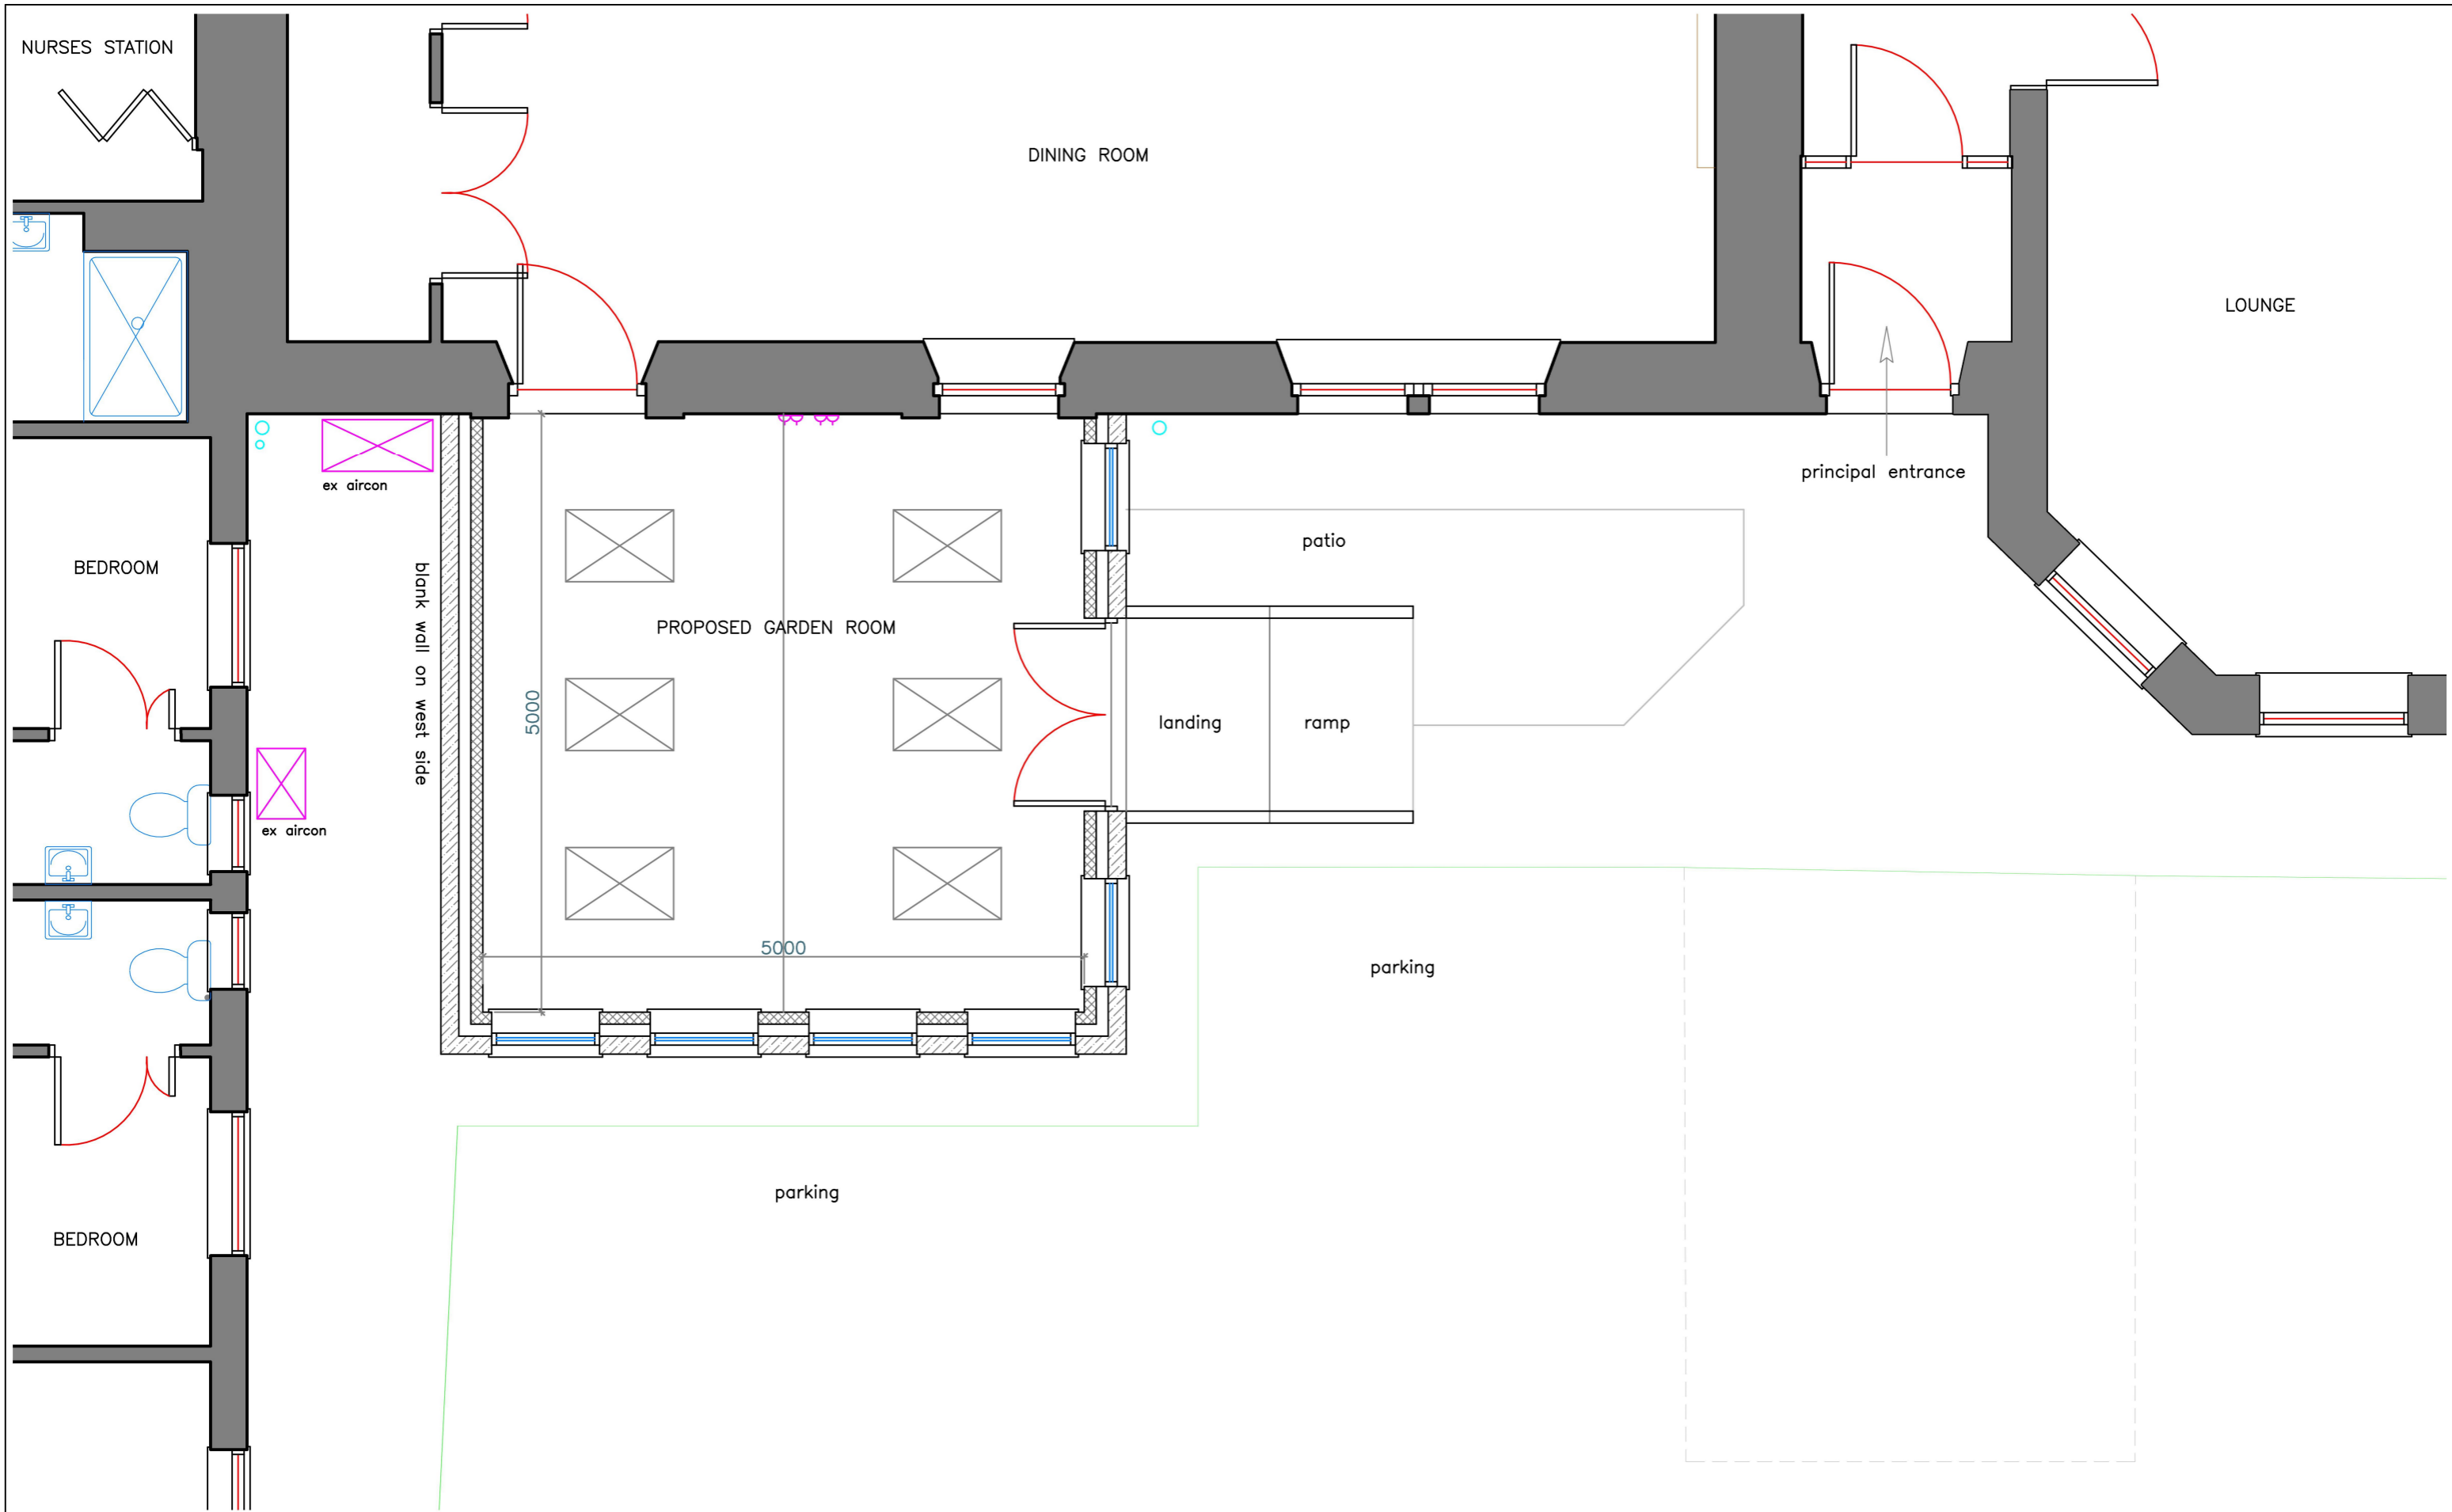 NURSES STATION
DINING ROOM
LOUNGE
principal entrance
ex aircon
patio
BEDROOM
blank wall on west side
PROPOSED GARDEN ROOM
5000
landing
ramp
ex aircon
5000
parking
parking
BEDROOM